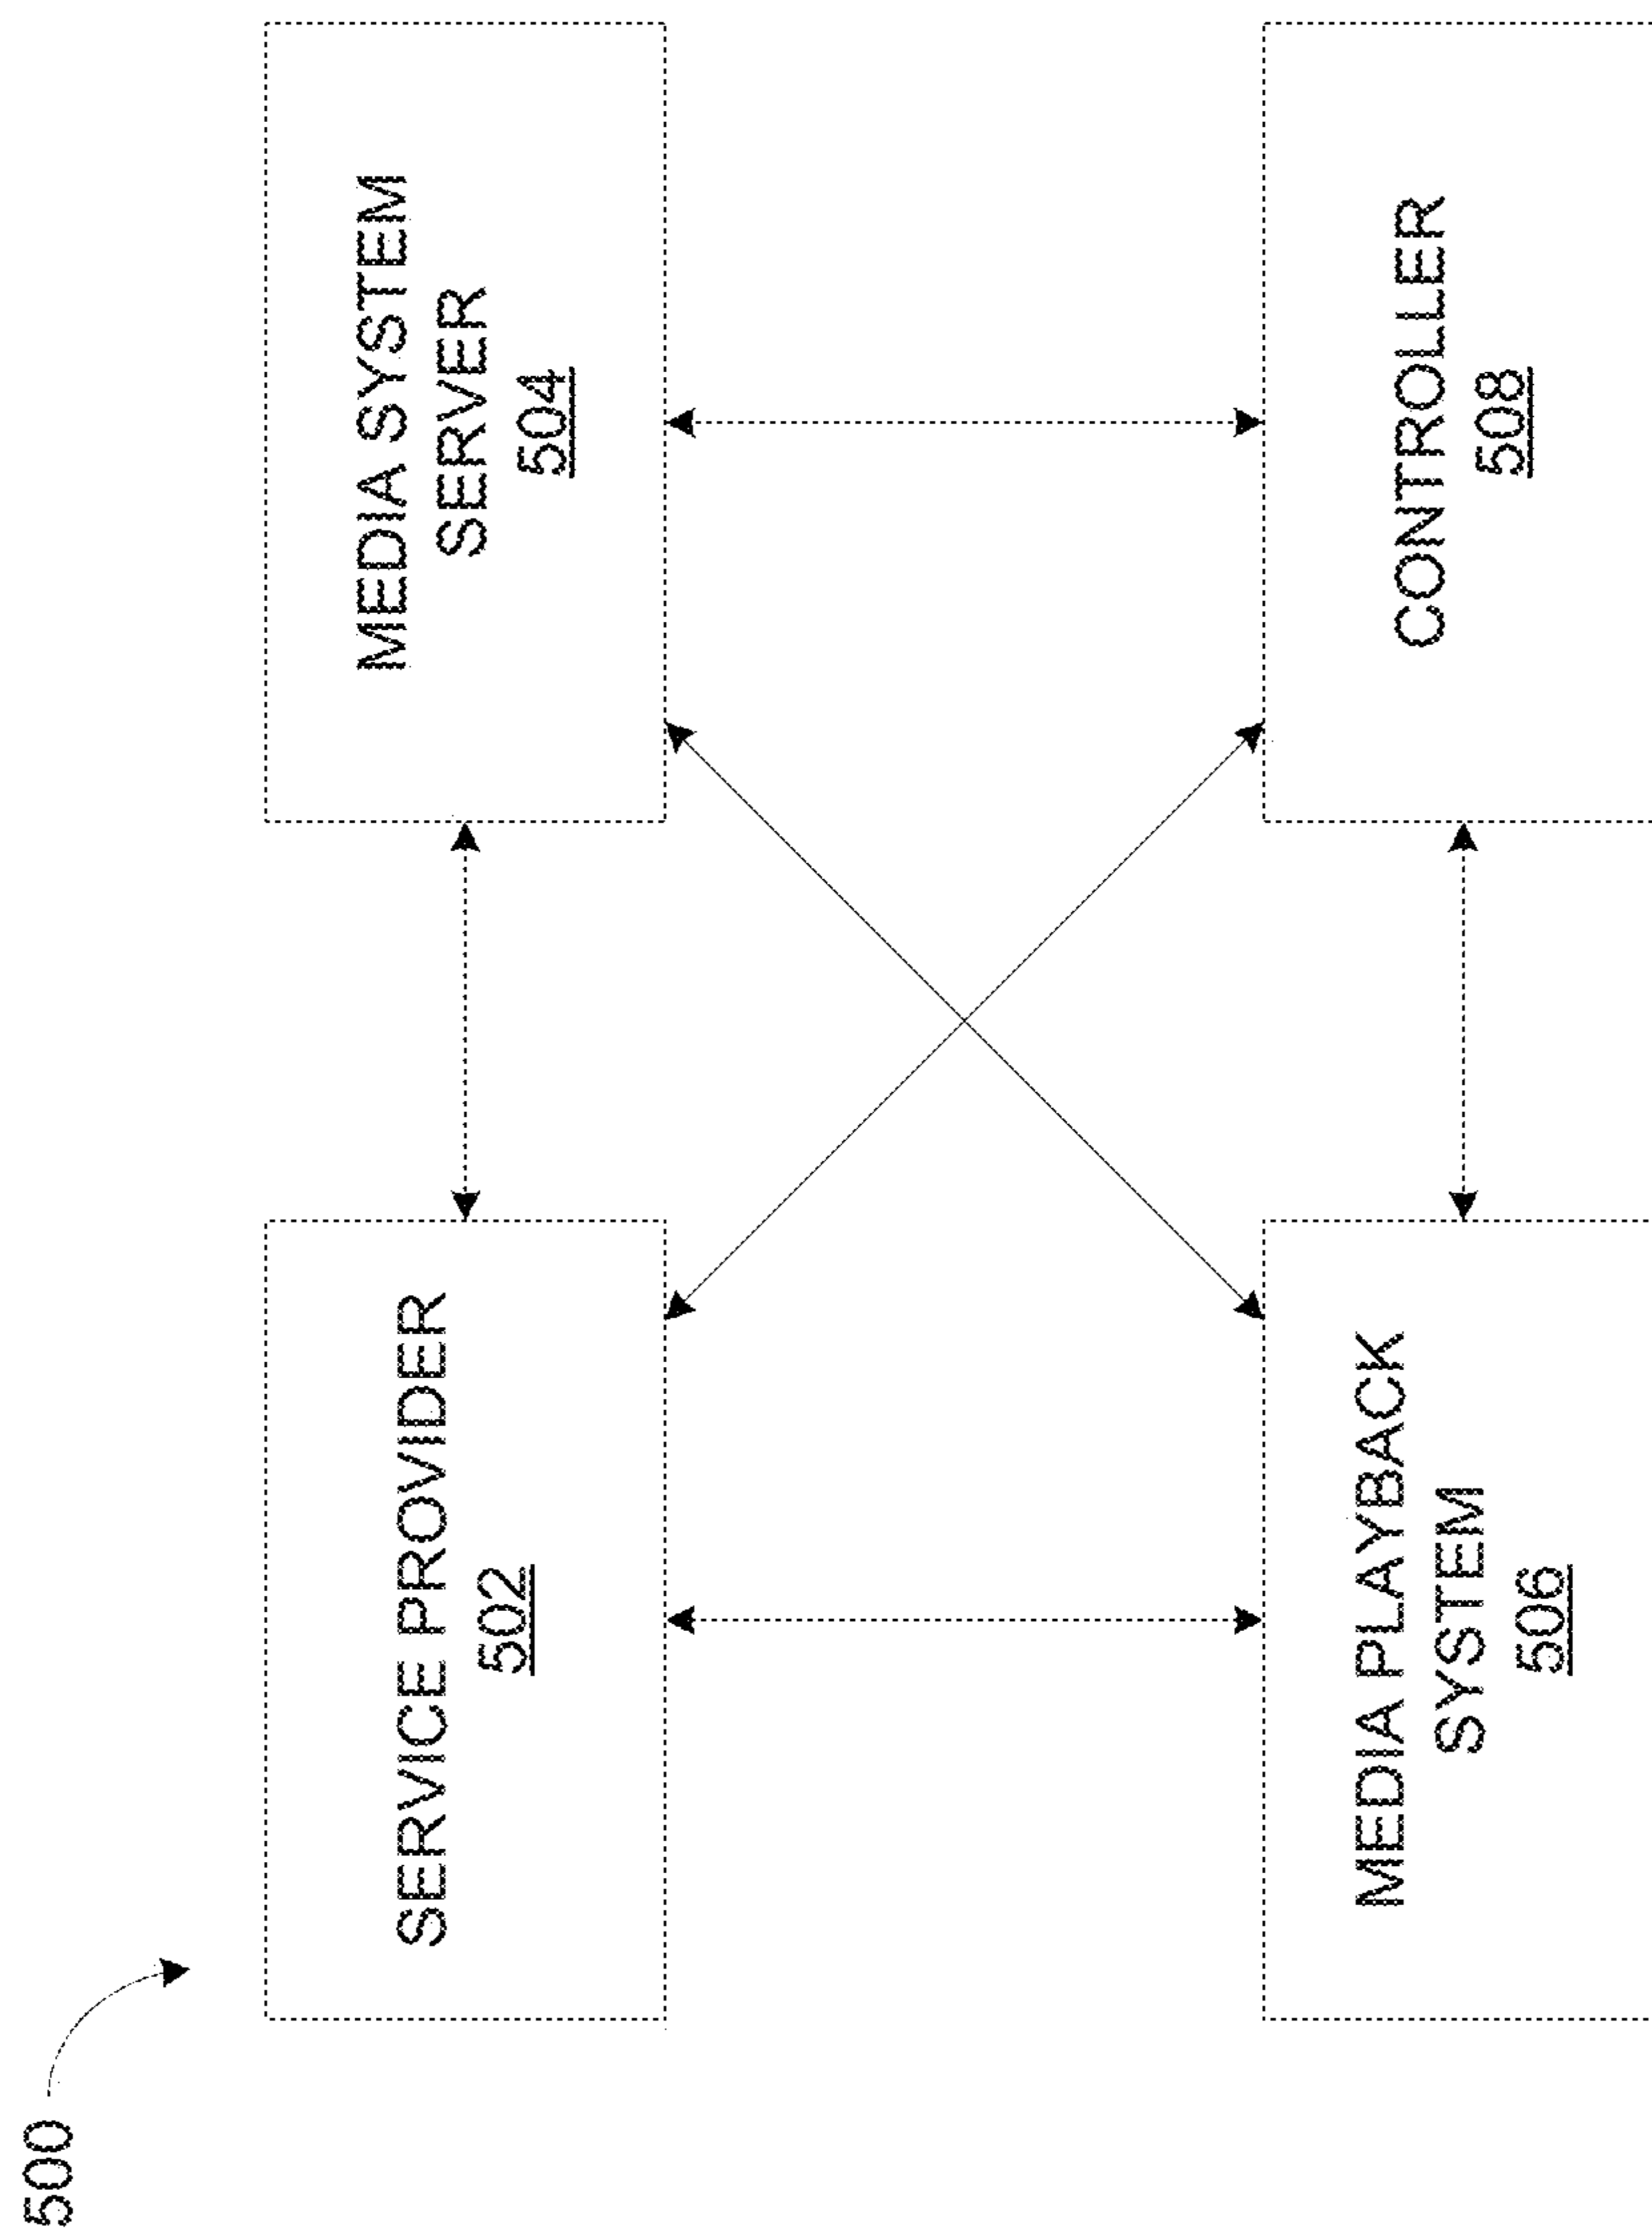 500
SERVICE PROVIDER
502
MEDIA SYSTEM
SERVER
504
MEDIA PLAYBACK
SYSTEM
506
CONTROLLER
508